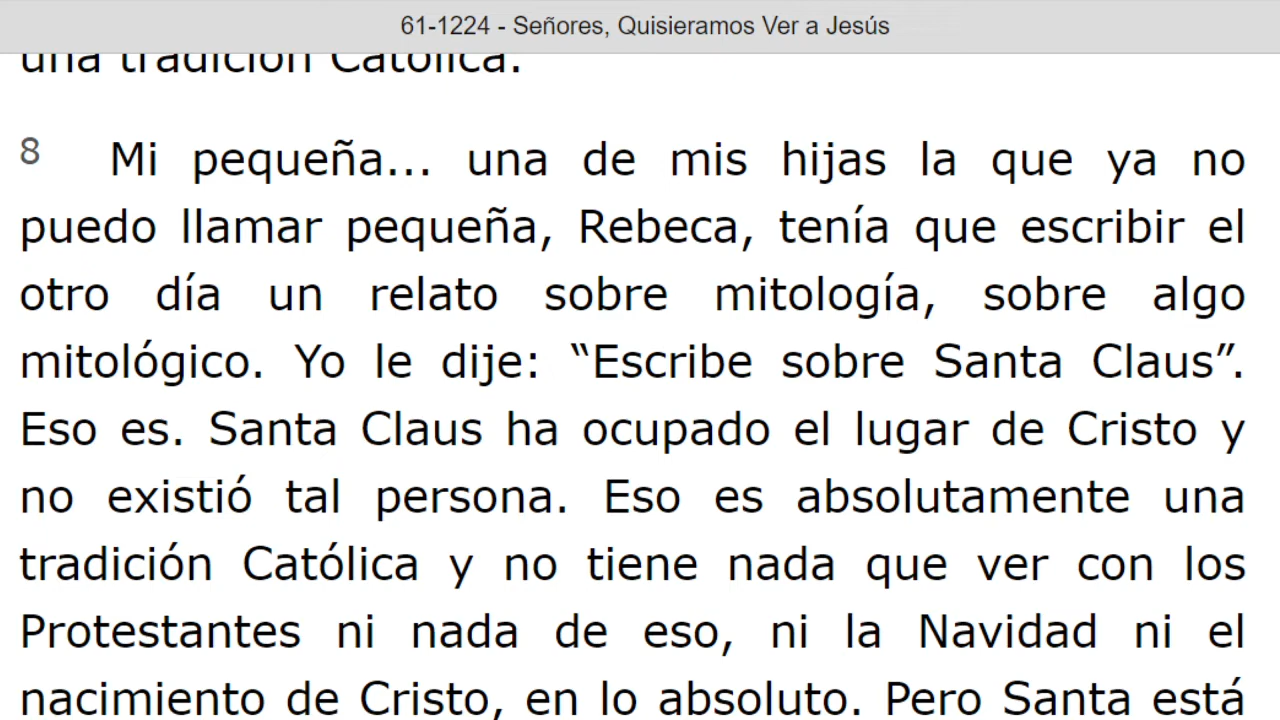 61-1224 - Señores, Quisieramos Ver a Jesús
una tradición Católica.
8 Mi pequeña... una de mis hijas la que ya no
puedo llamar pequeña, Rebeca, tenía que escribir el
otro día un relato sobre mitología, sobre algo
mitológico. Yo le dije: “Escribe sobre Santa Claus”.
Eso es. Santa Claus ha ocupado el lugar de Cristo y
no existió tal persona. Eso es absolutamente una
tradición Católica y no tiene nada que ver con los
Protestantes ni nada de eso, ni la Navidad ni el
nacimiento de Cristo, en lo absoluto. Pero Santa está